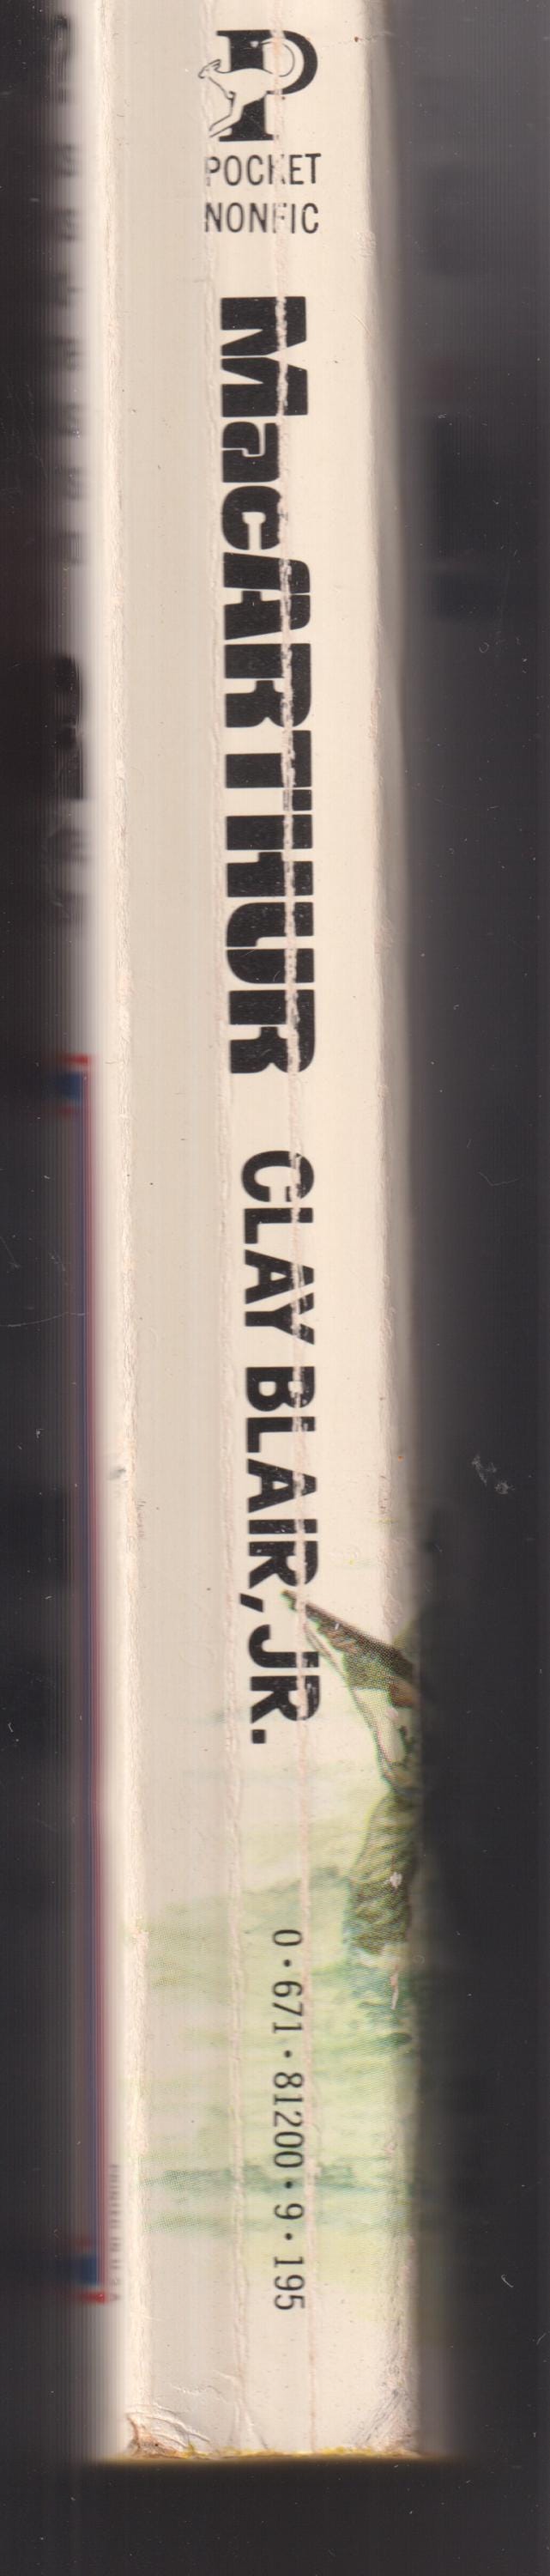 P
POCKET
NONFIC
MacARTHUR
CLAY BLAIR, JR.
0·671·81200·9·195